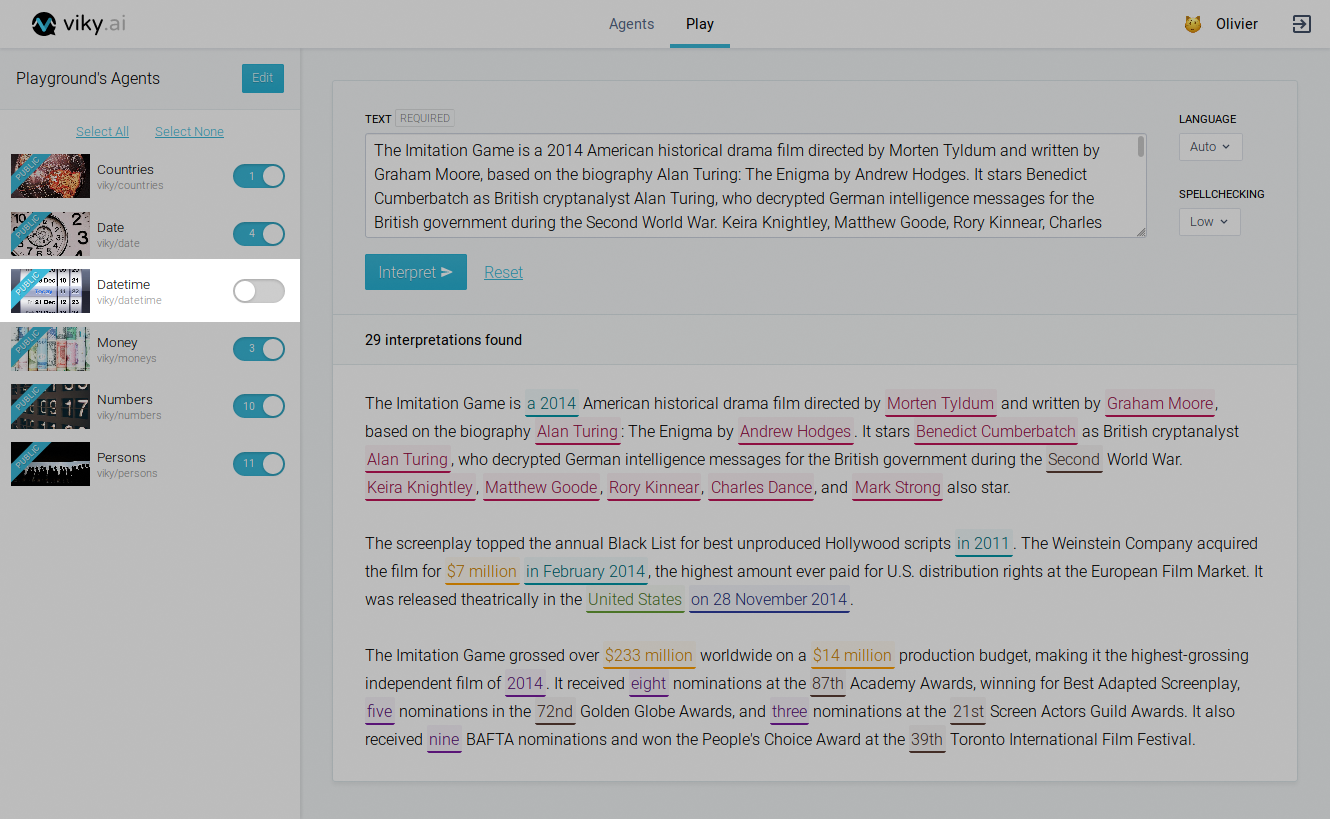 viky.ai
Agents
Play
Olivier
Playground's Agents
Edit
Select All
Select None
PUBLIC
Countries
viky/countries
1
PUBLIC
Date
viky/date
4
PUBLIC
Datetime
viky/datetime
PUBLIC
Money
viky/moneys
3
PUBLIC
Numbers
viky/numbers
10
PUBLIC
Persons
viky/persons
11
TEXT REQUIRED
The Imitation Game is a 2014 American historical drama film directed by Morten Tyldum and written by
Graham Moore, based on the biography Alan Turing: The Enigma by Andrew Hodges. It stars Benedict
Cumberbatch as British cryptanalyst Alan Turing, who decrypted German intelligence messages for the
British government during the Second World War. Keira Knightley, Matthew Goode, Rory Kinnear, Charles
LANGUAGE
Auto
SPELLCHECKING
Low
Interpret
Reset
29 interpretations found
The Imitation Game is a 2014 American historical drama film directed by Morten Tyldum and written by Graham Moore,
based on the biography Alan Turing: The Enigma by Andrew Hodges. It stars Benedict Cumberbatch as British cryptanalyst
Alan Turing, who decrypted German intelligence messages for the British government during the Second World War.
Keira Knightley, Matthew Goode, Rory Kinnear, Charles Dance, and Mark Strong also star.
The screenplay topped the annual Black List for best unproduced Hollywood scripts in 2011. The Weinstein Company acquired
the film for $7 million in February 2014, the highest amount ever paid for U.S. distribution rights at the European Film Market. It
was released theatrically in the United States on 28 November 2014.
The Imitation Game grossed over $233 million worldwide on a $14 million production budget, making it the highest-grossing
independent film of 2014. It received eight nominations at the 87th Academy Awards, winning for Best Adapted Screenplay,
five nominations in the 72nd Golden Globe Awards, and three nominations at the 21st Screen Actors Guild Awards. It also
received nine BAFTA nominations and won the People's Choice Award at the 39th Toronto International Film Festival.